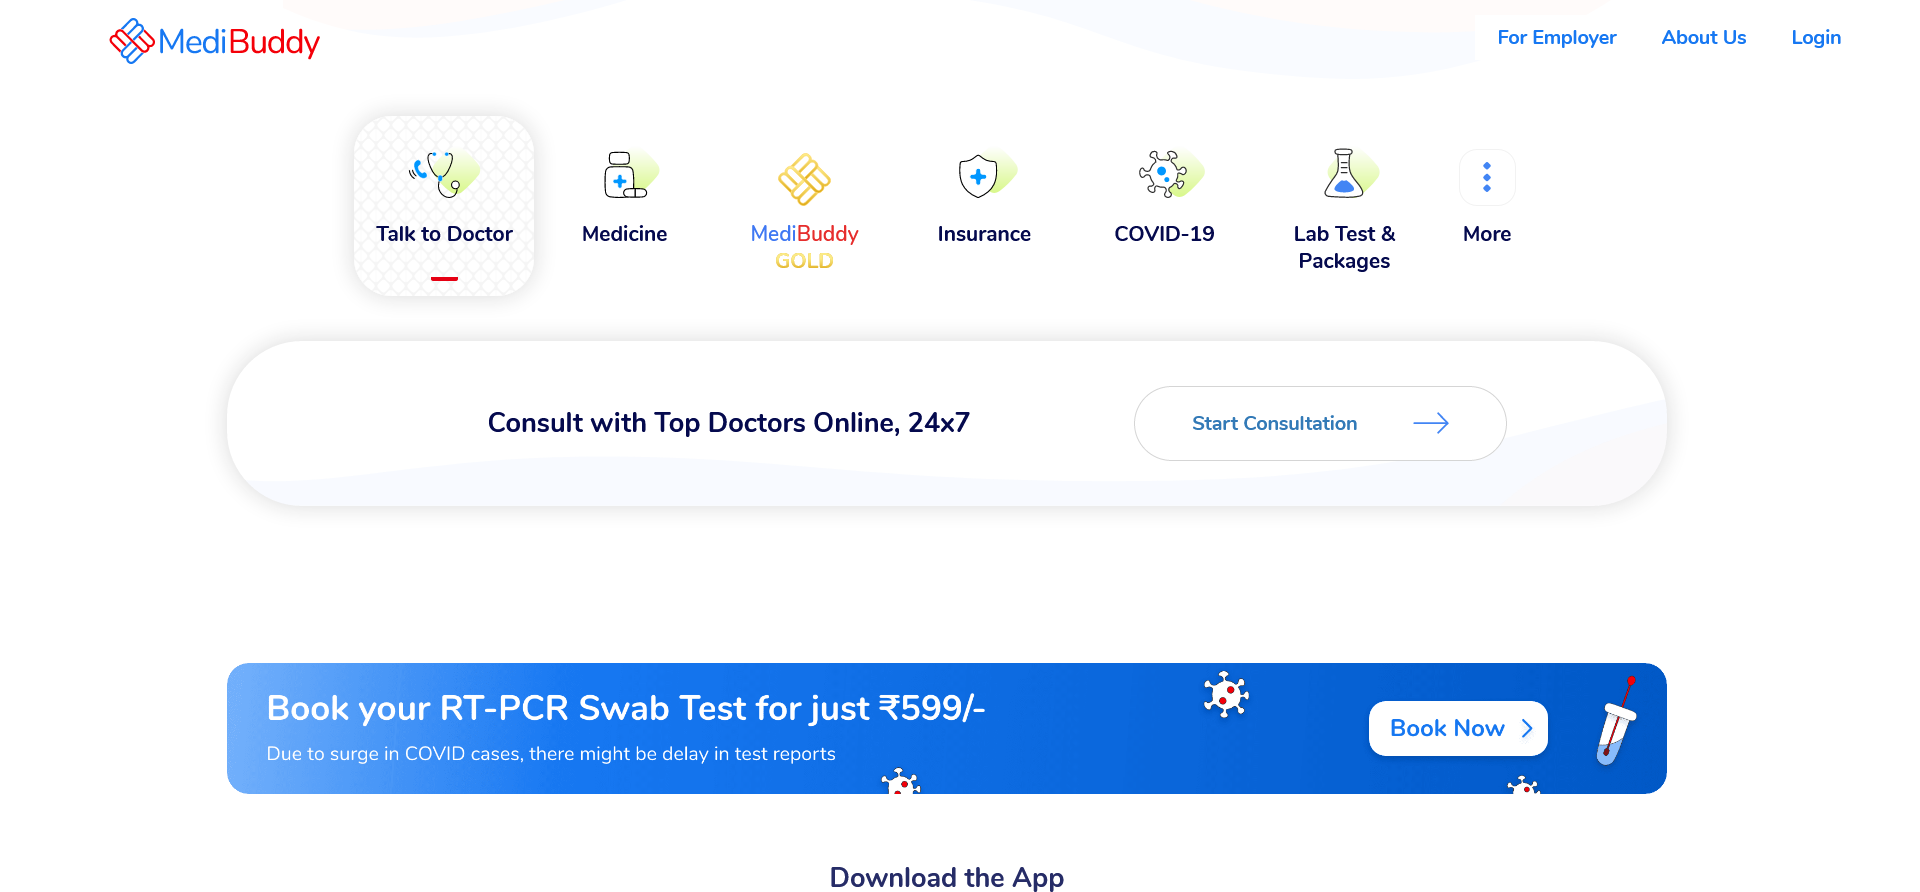 MediBuddy
For Employer
About Us
Login
Talk to Doctor
Medicine
MediBuddy
GOLD
Insurance
COVID-19
Lab Test &
Packages
More
Consult with Top Doctors Online, 24x7
Start Consultation
Book your RT-PCR Swab Test for just ₹599/-
Due to surge in COVID cases, there might be delay in test reports
Book Now
Download the App